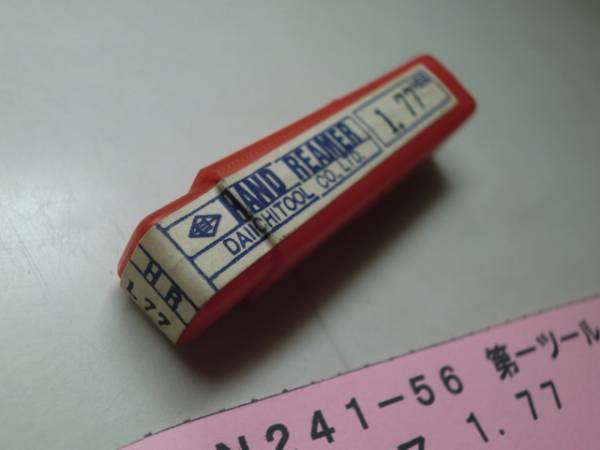 HAND REAMER
DAIICHITOOL CO., LTD.
1.77
HR
1.77
N241-56 第一ツール
1.77